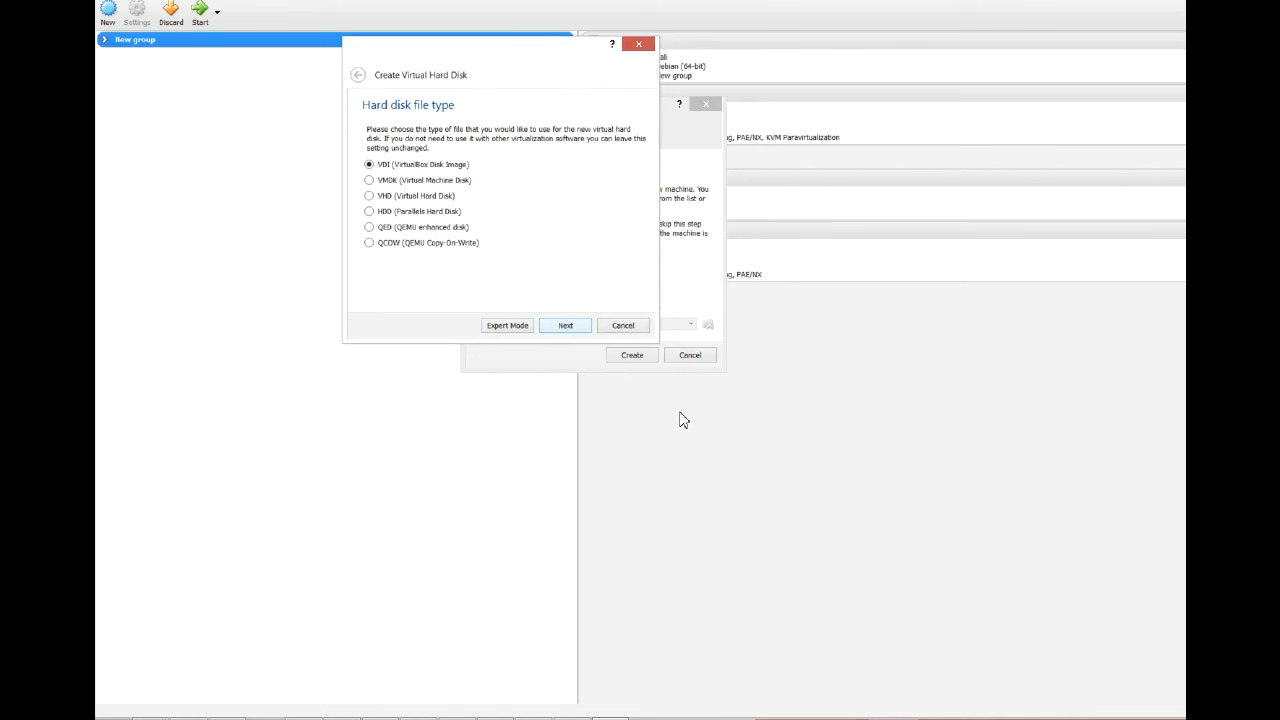 New Settings Discard Start
New group
?
Create Virtual Hard Disk
Hard disk file type
Please choose the type of file that you would like to use for the new virtual hard
disk. If you do not need to use it with other virtualization software you can leave this
setting unchanged.
VDI (VirtualBox Disk Image)
VMDK (Virtual Machine Disk)
VHD (Virtual Hard Disk)
HDD (Parallels Hard Disk)
QED (QEMU enhanced disk)
QCOW (QEMU Copy-On-Write)
Expert Mode Next Cancel
ali
ebian (64-bit)
ew group
?
g, PAE/NX, KVM Paravirtualization
machine. You
rom the list or
skip this step
the machine is
g, PAE/NX
Create Cancel